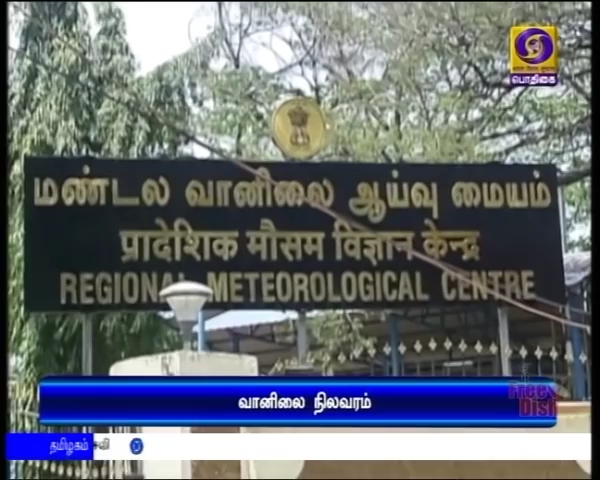 பொதிகை
மண்டல வானிலை ஆய்வு மையம்
प्रादेशिक मौसम विज्ञान केन्द्र
REGIONAL METEOROLOGICAL CENTRE
வானிலை நிலவரம்
Free
Dish
தமிழகம்